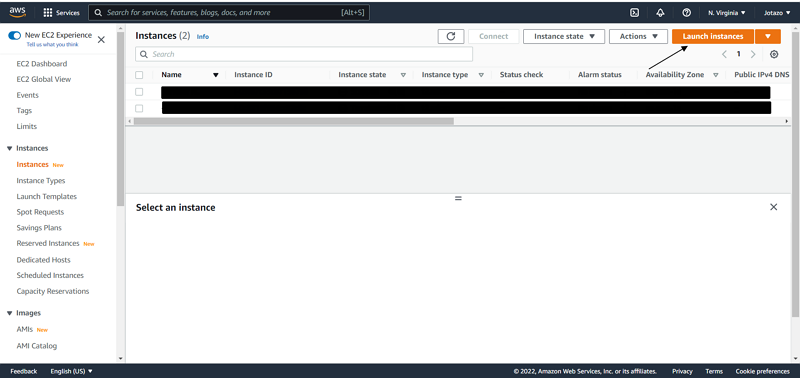 aws
Services
Search for services, features, blogs, docs, and more
[Alt+S]
N. Virginia
Jotazo
New EC2 Experience
Tell us what you think
EC2 Dashboard
EC2 Global View
Events
Tags
Limits
Instances
Instances New
Instance Types
Launch Templates
Spot Requests
Savings Plans
Reserved Instances New
Dedicated Hosts
Scheduled Instances
Capacity Reservations
Images
AMIs New
AMI Catalog
Instances (2) Info
Connect
Instance state
Actions
Launch instances
Search
1
Name
Instance ID
Instance state
Instance type
Status check
Alarm status
Availability Zone
Public IPv4 DNS
Select an instance
Feedback
English (US)
© 2022, Amazon Web Services, Inc. or its affiliates.
Privacy
Terms
Cookie preferences